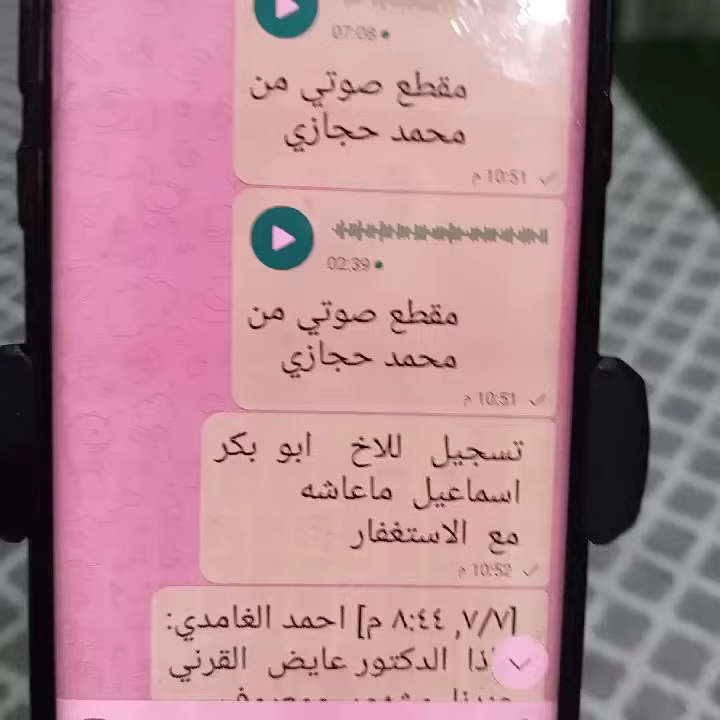 07:08
مقطع صوتي من
محمد حجازي
10:51 م
02:39
مقطع صوتي من
محمد حجازي
10:51 م
تسجيل للاخ ابو بكر
اسماعيل ماعاشه
مع الاستغفار
10:52 م
[٧/٧, ٨:٤٤ م] احمد الغامدي:
الدكتور عايض القرني